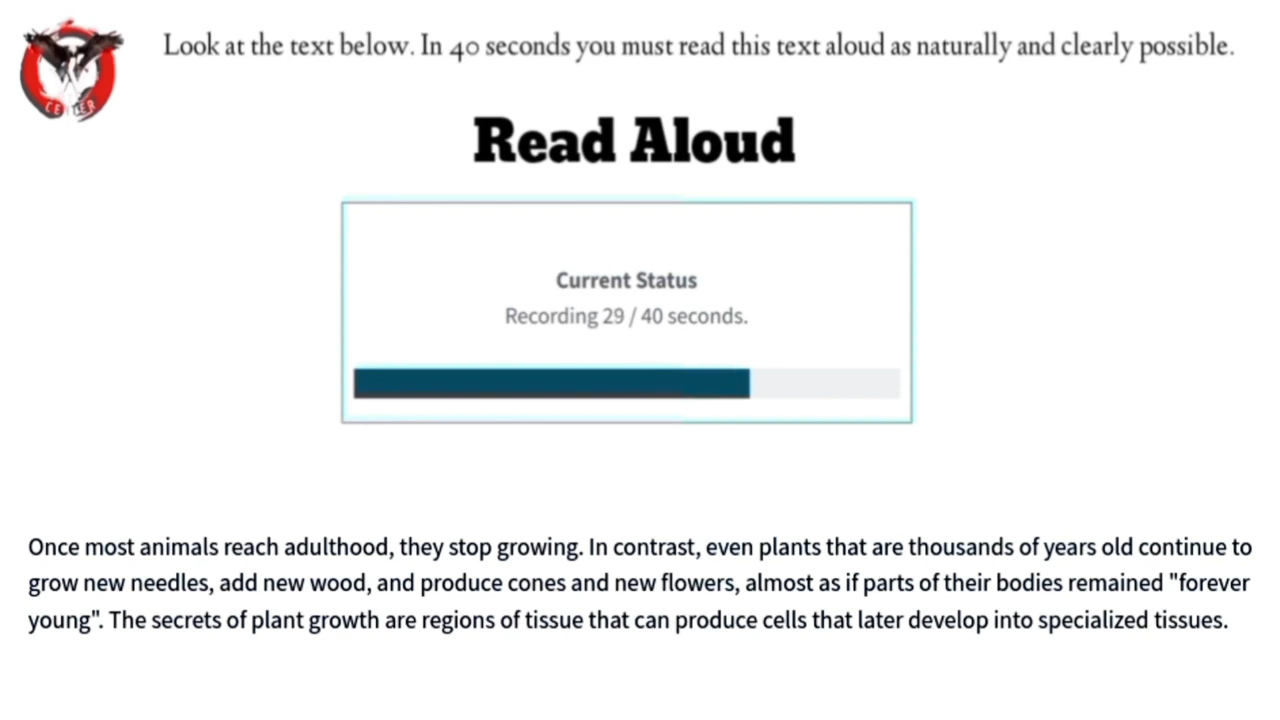 CENTER
Look at the text below. In 40 seconds you must read this text aloud as naturally and clearly possible.
Read Aloud
Current Status
Recording 29 / 40 seconds.
Once most animals reach adulthood, they stop growing. In contrast, even plants that are thousands of years old continue to
grow new needles, add new wood, and produce cones and new flowers, almost as if parts of their bodies remained "forever
young". The secrets of plant growth are regions of tissue that can produce cells that later develop into specialized tissues.